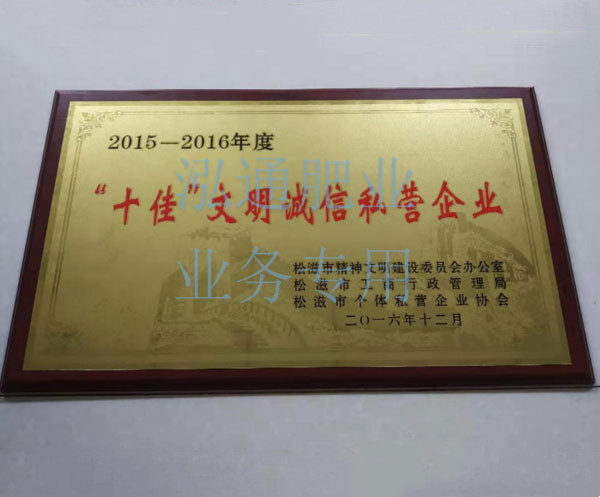 2015—2016年度
“十佳”文明诚信私营企业
泓通肥业
业务专用
松滋市精神文明建设委员会办公室
松滋市工商行政管理局
松滋市个体私营企业协会
二〇一六年十二月